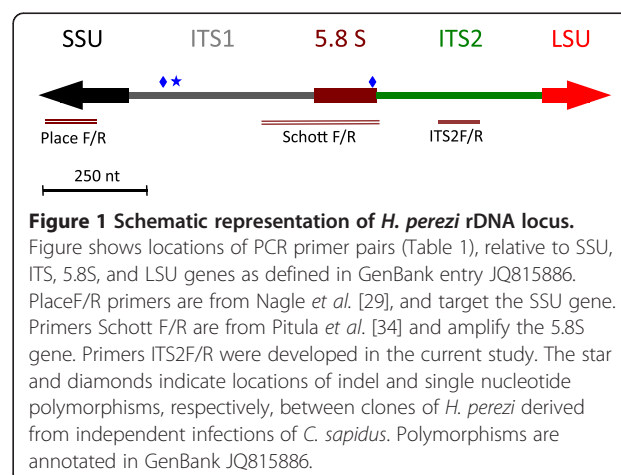 SSU ITS1 5.8 S ITS2 LSU
Place F/R Schott F/R ITS2F/R
250 nt
Figure 1 Schematic representation of H. perezi rDNA locus.
Figure shows locations of PCR primer pairs (Table 1), relative to SSU,
ITS, 5.8S, and LSU genes as defined in GenBank entry JQ815886.
PlaceF/R primers are from Nagle et al. [29], and target the SSU gene.
Primers Schott F/R are from Pitula et al. [34] and amplify the 5.8S
gene. Primers ITS2F/R were developed in the current study. The star
and diamonds indicate locations of indel and single nucleotide
polymorphisms, respectively, between clones of H. perezi derived
from independent infections of C. sapidus. Polymorphisms are
annotated in GenBank JQ815886.